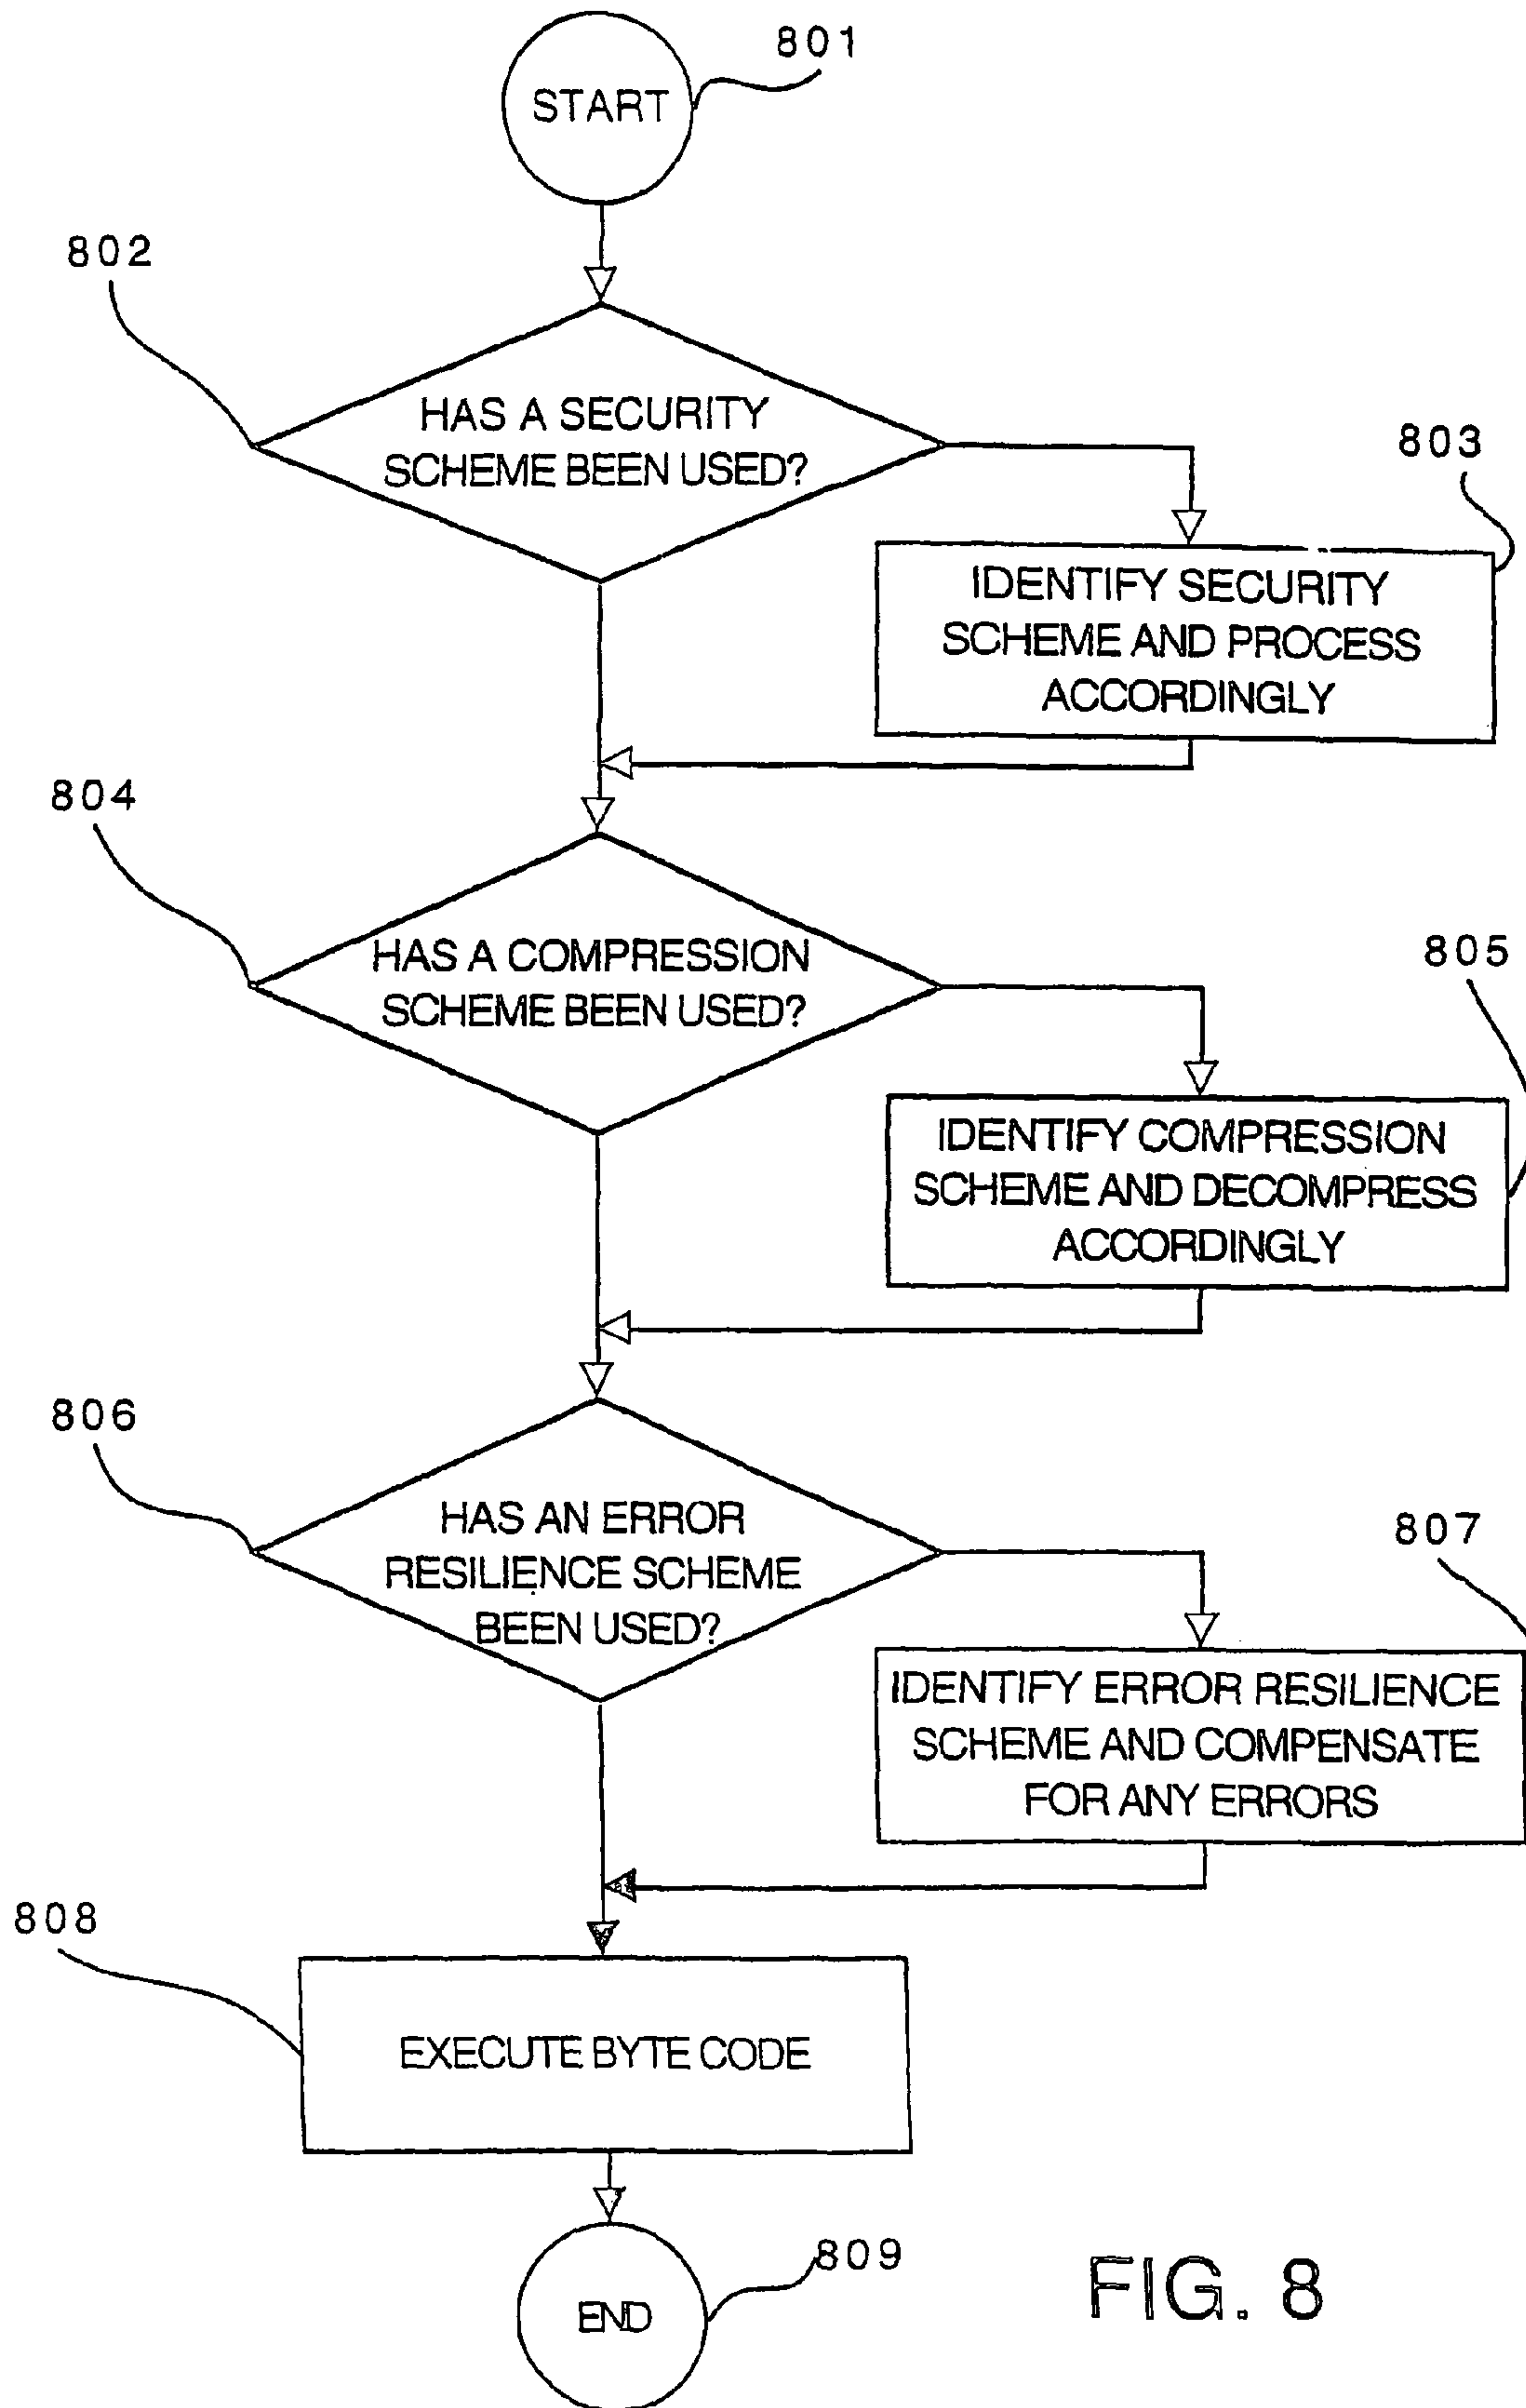 801
START
802
HAS A SECURITY
SCHEME BEEN USED?
803
IDENTIFY SECURITY
SCHEME AND PROCESS
ACCORDINGLY
804
HAS A COMPRESSION
SCHEME BEEN USED?
805
IDENTIFY COMPRESSION
SCHEME AND DECOMPRESS
ACCORDINGLY
806
HAS AN ERROR
RESILIENCE SCHEME
BEEN USED?
807
IDENTIFY ERROR RESILIENCE
SCHEME AND COMPENSATE
FOR ANY ERRORS
808
EXECUTE BYTE CODE
809
END
FIG. 8